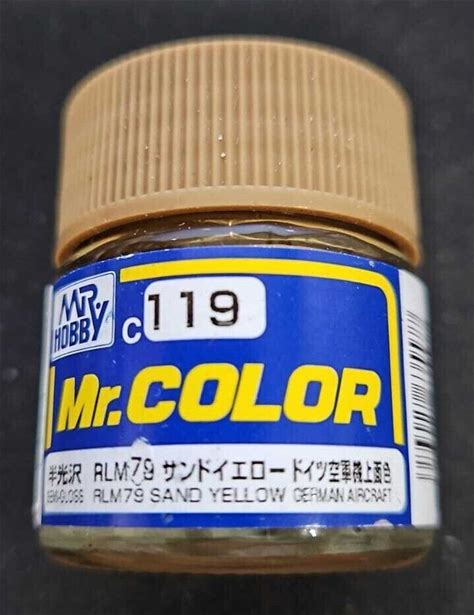 MR. HOBBY
C119
Mr.COLOR
半光沢 RLM79 サンドイエロー ドイツ空軍機上面色
SEMI-GLOSS RLM79 SAND YELLOW GERMAN AIRCRAFT